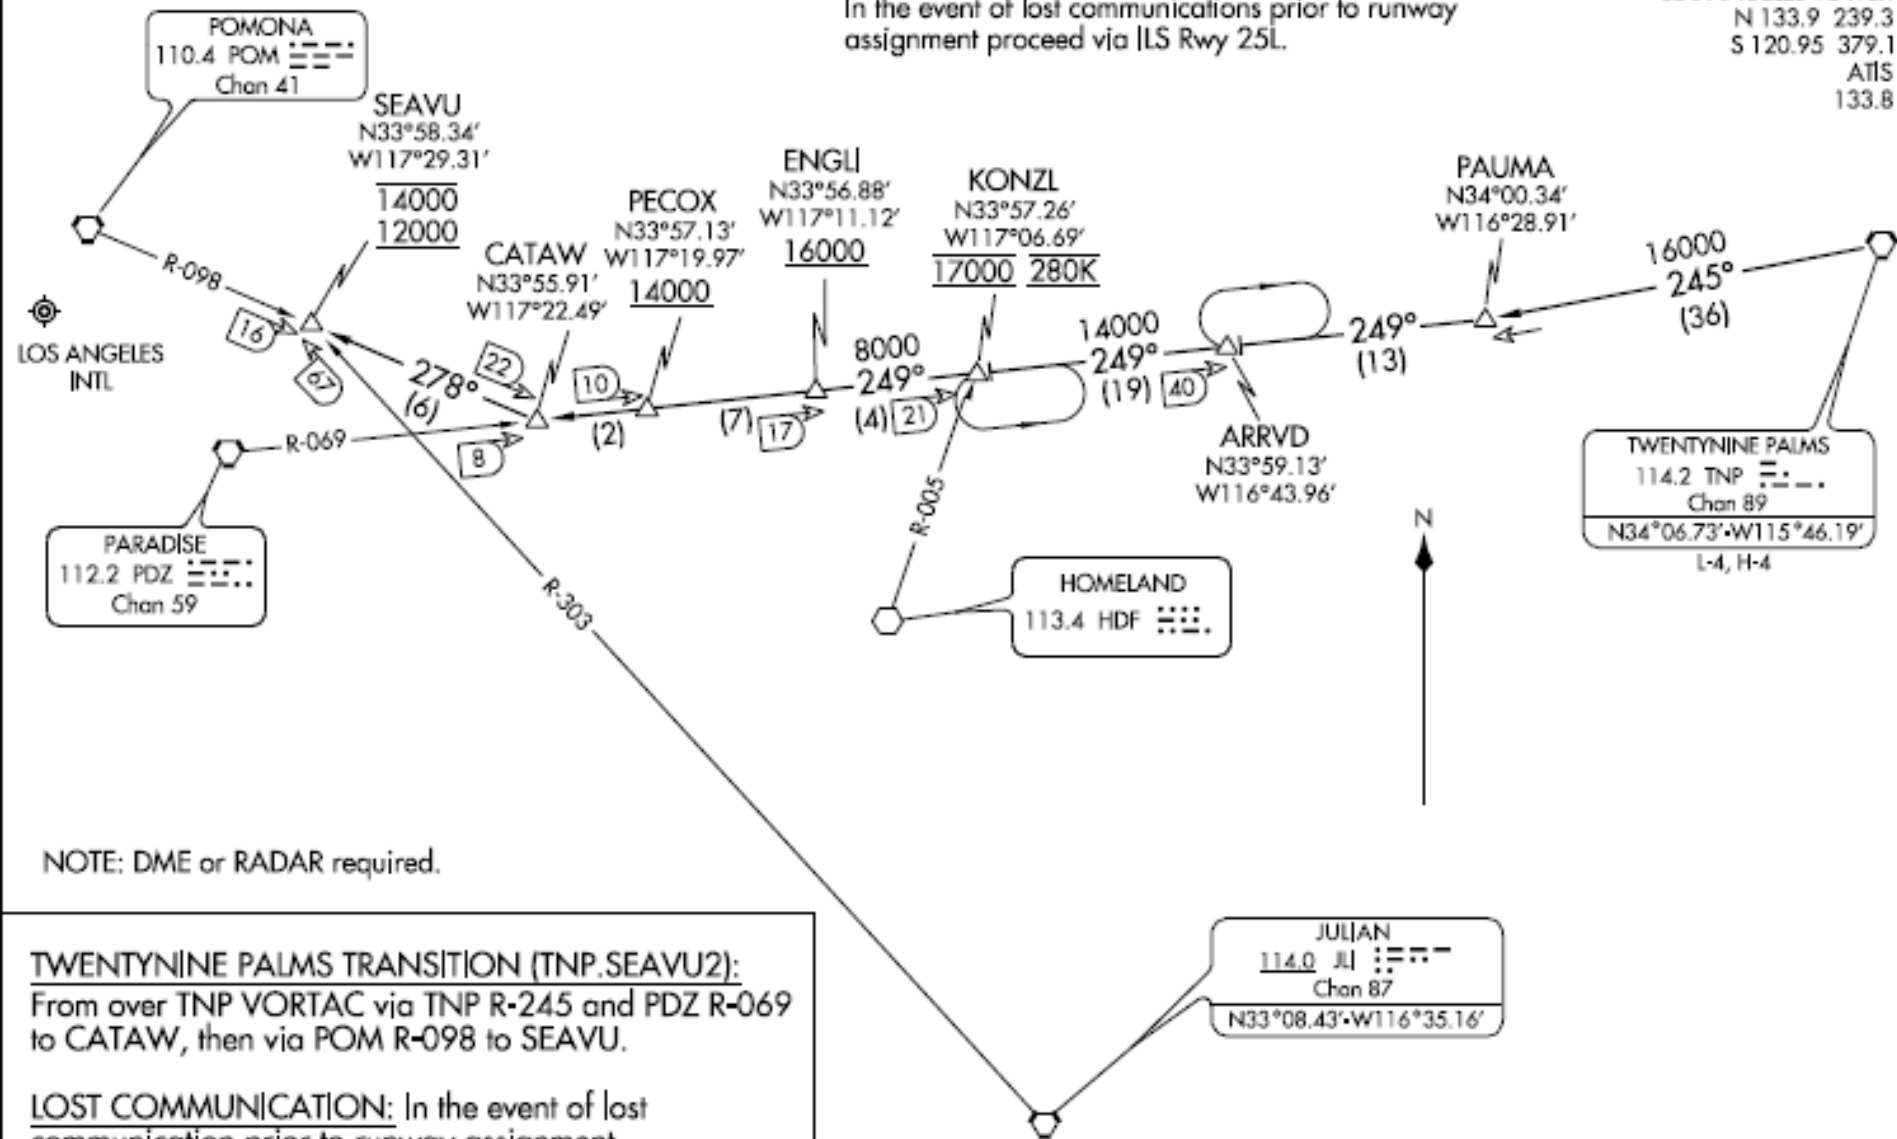 In the event of lost communications prior to runway
assignment proceed via ILS Rwy 25L.
N 133.9 239.3
S 120.95 379.1
ATIS
133.8
POMONA
110.4 POM
Chan 41
SEAVU
N33°58.34′
W117°29.31′
14000
12000
CATAW
N33°55.91′
W117°22.49′
PECOX
N33°57.13′
W117°19.97′
14000
ENGLI
N33°56.88′
W117°11.12′
16000
KONZL
N33°57.26′
W117°06.69′
17000 280K
PAUMA
N34°00.34′
W116°28.91′
16000
245°
(36)
R-098
16
67
LOS ANGELES
INTL
278°
(6)
22
10
8000
249°
(4)
21
14000
249°
(19)
40
249°
(13)
(7)
17
(2)
8
R-069
ARRVD
N33°59.13′
W116°43.96′
TWENTYNINE PALMS
114.2 TNP
Chan 89
N34°06.73′-W115°46.19′
L-4, H-4
N
R-005
PARADISE
112.2 PDZ
Chan 59
HOMELAND
113.4 HDF
R-303
NOTE: DME or RADAR required.
JULIAN
114.0 JLI
Chan 87
N33°08.43′-W116°35.16′
TWENTYNINE PALMS TRANSITION (TNP.SEAVU2):
From over TNP VORTAC via TNP R-245 and PDZ R-069
to CATAW, then via POM R-098 to SEAVU.
LOST COMMUNICATION: In the event of lost
communication prior to runway assignment